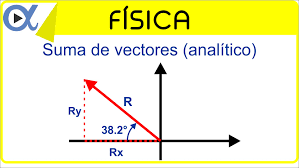 FÍSICA
Suma de vectores (analítico)
R
Ry
38.2°
Rx